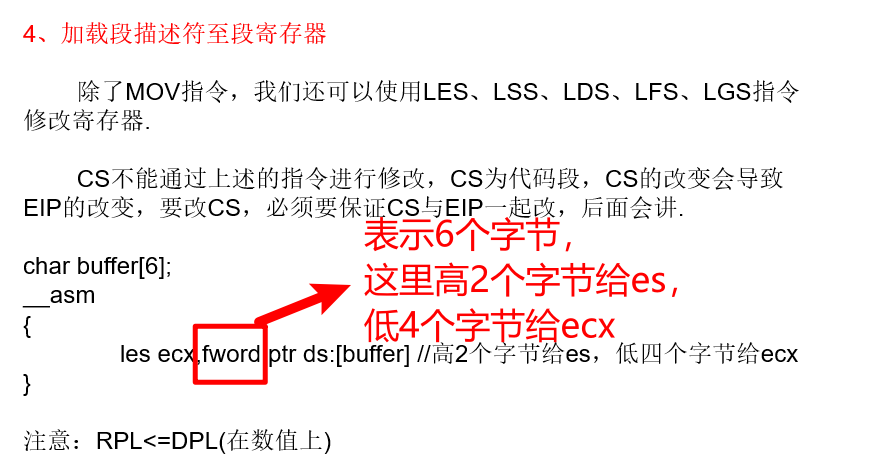 4、加载段描述符至段寄存器
除了MOV指令，我们还可以使用LES、LSS、LDS、LFS、LGS指令
修改寄存器.
CS不能通过上述的指令进行修改，CS为代码段，CS的改变会导致
EIP的改变，要改CS，必须要保证CS与EIP一起改，后面会讲.
表示6个字节，
这里高2个字节给es，
低4个字节给ecx
char buffer[6];
__asm
{
les ecx,fword ptr ds:[buffer] //高2个字节给es，低四个字节给ecx
}
注意：RPL<=DPL(在数值上)